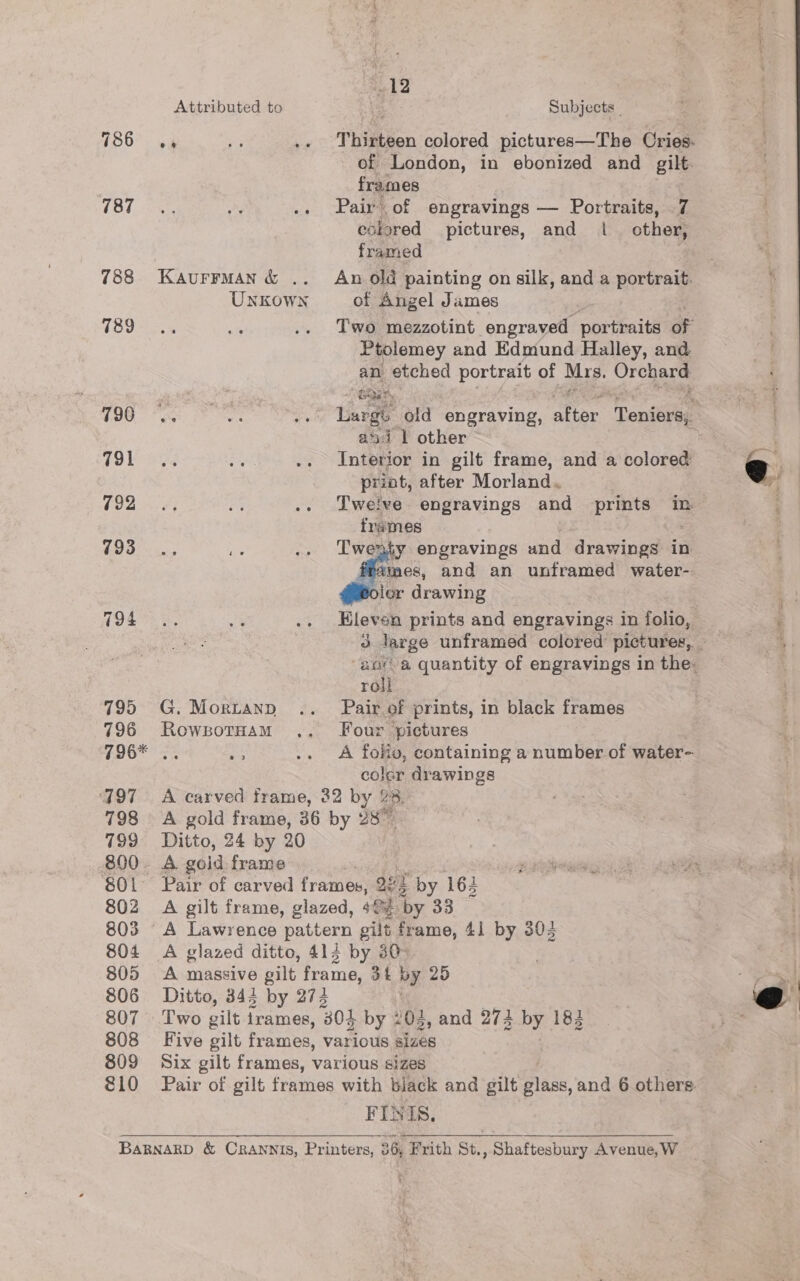 12
Attributed to Subjects
786 .. .. .. Thirteen colored pictures—The Cries
of London, in ebonized and gilt
frames
787 .. .. .. Pair of engravings — Portraits, 7
colored pictures, and 1 other,
framed
788 KAUFFMAN & .. An old painting on silk, and a portrait
UNKOWN of Angel James
789 .. .. .. Two mezzotint engraved portraits of
Ptolemey and Edmund Halley, and
an etched portrait of Mrs. Orchard
790 .. .. .. Large old engraving, after Teniers,
and 1 other
791 .. .. .. Interior in gilt frame, and a colored
print, after Morland.
792 .. .. .. Twelve engravings and prints in
frames
793 .. .. .. Twenty engravings and drawings in
frames, and an unframed water-
color drawing
794 .. .. .. Eleven prints and engravings in folio,
3 large unframed colored pictures,
and a quantity of engravings in the
roll
795 G. MORLAND .. Pair of prints, in black frames
796 ROWBOTHAM .. Four pictures
796* .. .. .. A folio, containing a number of water-
color drawings
797 A carved frame, 32 by 28
798 A gold frame, 36 by 28
799 Ditto, 24 by 20
800 A gold frame
801 Pair of carved frames, by 16½
802 A gilt frame, glazed, by 33
803 A Lawrence pattern gilt frame, 41 by 30½
804 A glazed ditto, 41½ by 30
805 A massive gilt frame, 34 by 25
806 Ditto, 34½ by 27½
807 Two gilt frames, 30½ by 20½, and 27½ by 18½
808 Five gilt frames, various sizes
809 Six gilt frames, various sizes
810 Pair of gilt frames with black and gilt glass, and 6 others
FINIS.
BARNARD & CRANNIS, Printers, 36, Frith St., Shaftesbury Avenue, W